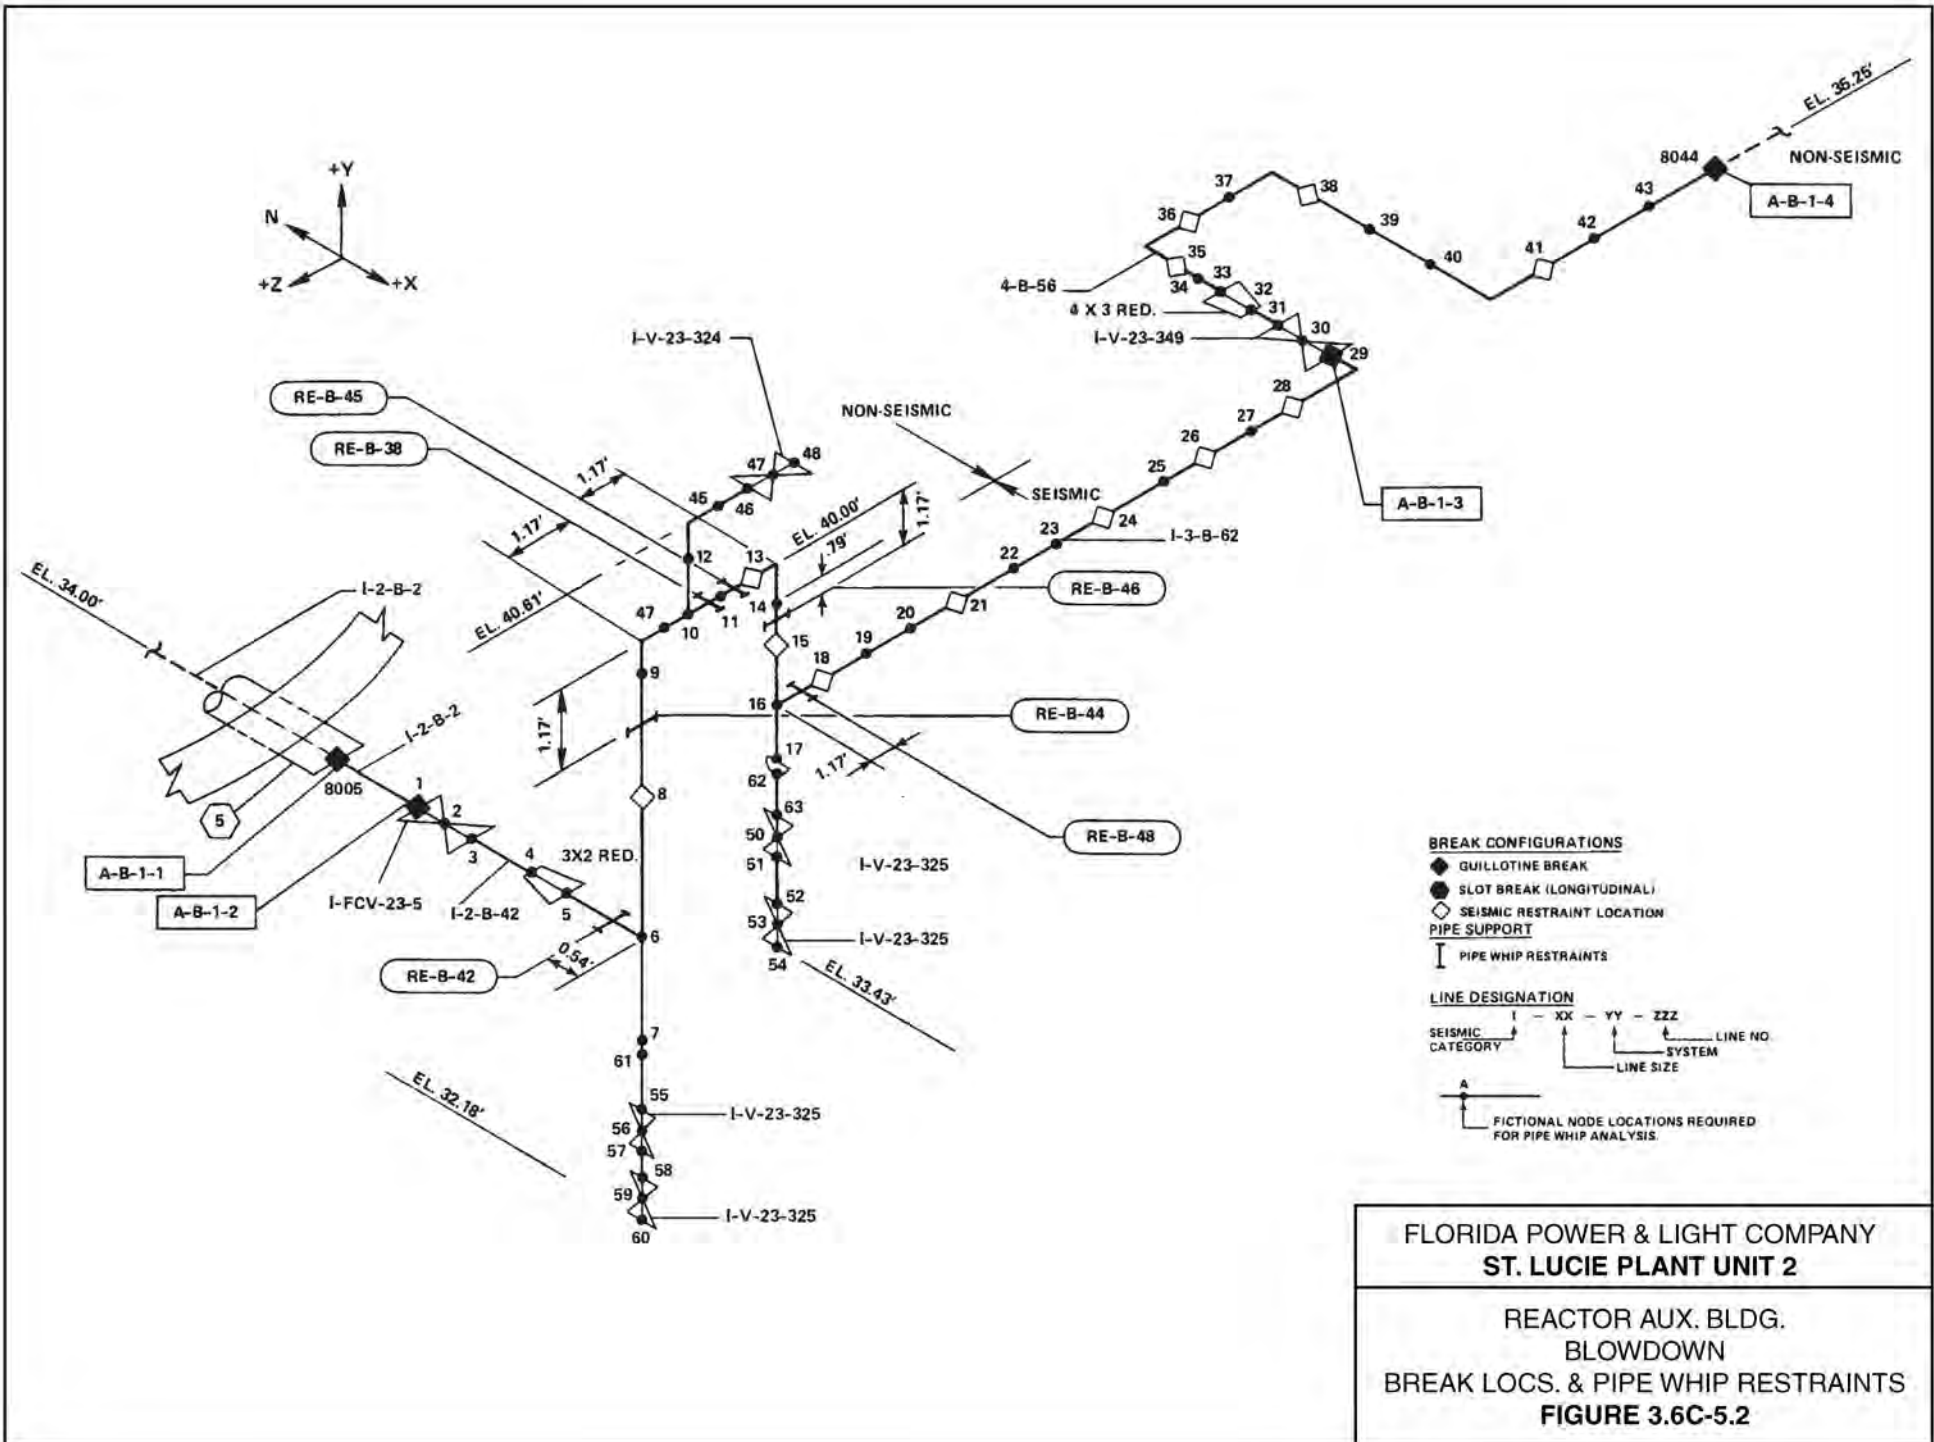 +Y
N
+Z
+X
EL. 35.25'
8044
NON-SEISMIC
A-B-1-4
43
42
41
40
39
38
37
36
35
34
33
32
31
30
29
28
27
26
25
24
23
22
21
20
19
18
4-B-56
4 X 3 RED.
I-V-23-349
A-B-1-3
I-V-23-324
RE-B-45
RE-B-38
NON-SEISMIC
SEISMIC
1.17'
1.17'
48
47
46
45
EL. 40.00'
1.17'
.79'
I-3-B-62
RE-B-46
12
13
14
11
10
47
EL. 40.61'
EL. 34.00'
I-2-B-2
9
15
16
RE-B-44
1.17'
I-2-B-2
17
62
1.17'
RE-B-48
8005
1
2
3
4
5
6
8
3X2 RED.
63
50
51
I-V-23-325
52
53
54
I-V-23-325
EL. 33.43'
5
A-B-1-1
A-B-1-2
I-FCV-23-5
I-2-B-42
0.54'
RE-B-42
7
61
EL. 32.18'
55
56
57
I-V-23-325
58
59
60
I-V-23-325
BREAK CONFIGURATIONS
GUILLOTINE BREAK
SLOT BREAK (LONGITUDINAL)
SEISMIC RESTRAINT LOCATION
PIPE SUPPORT
PIPE WHIP RESTRAINTS
LINE DESIGNATION
I - XX - YY - ZZZ
SEISMIC CATEGORY
LINE NO.
SYSTEM
LINE SIZE
A
FICTIONAL NODE LOCATIONS REQUIRED
FOR PIPE WHIP ANALYSIS.
FLORIDA POWER & LIGHT COMPANY
ST. LUCIE PLANT UNIT 2
REACTOR AUX. BLDG.
BLOWDOWN
BREAK LOCS. & PIPE WHIP RESTRAINTS
FIGURE 3.6C-5.2